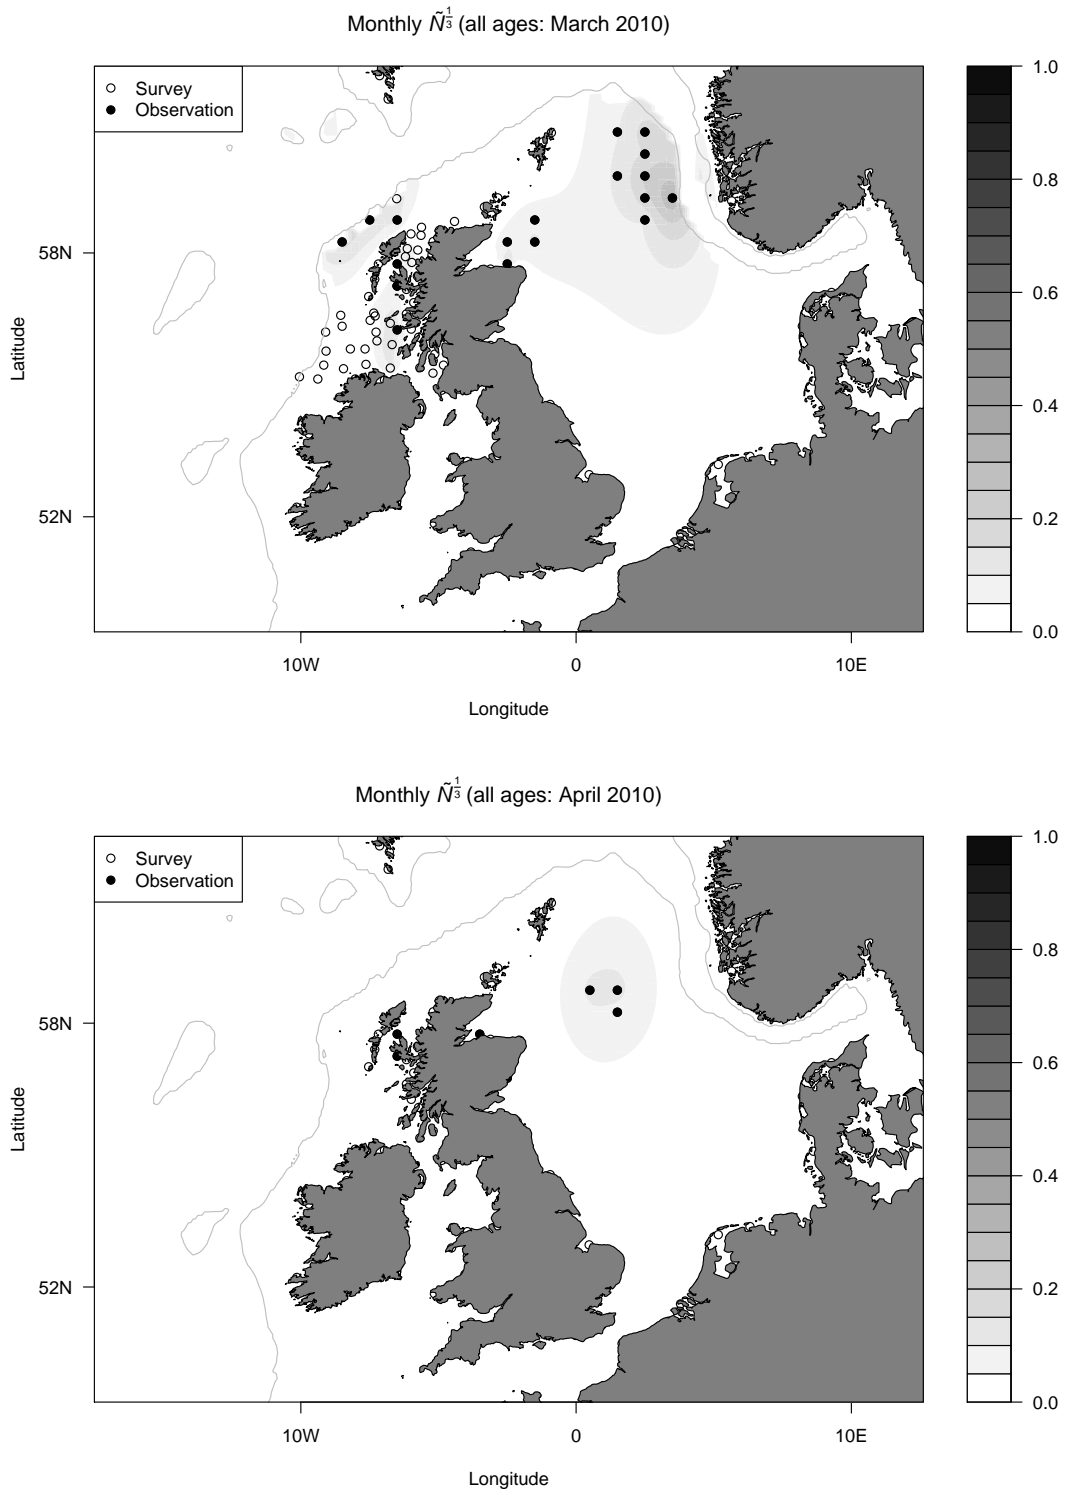 Monthly Ñ^1/3 (all ages: March 2010)
Survey
Observation
1.0
0.8
0.6
0.4
0.2
0.0
58N
52N
Latitude
10W 0 10E
Longitude
Monthly Ñ^1/3 (all ages: April 2010)
Survey
Observation
1.0
0.8
0.6
0.4
0.2
0.0
58N
52N
Latitude
10W 0 10E
Longitude